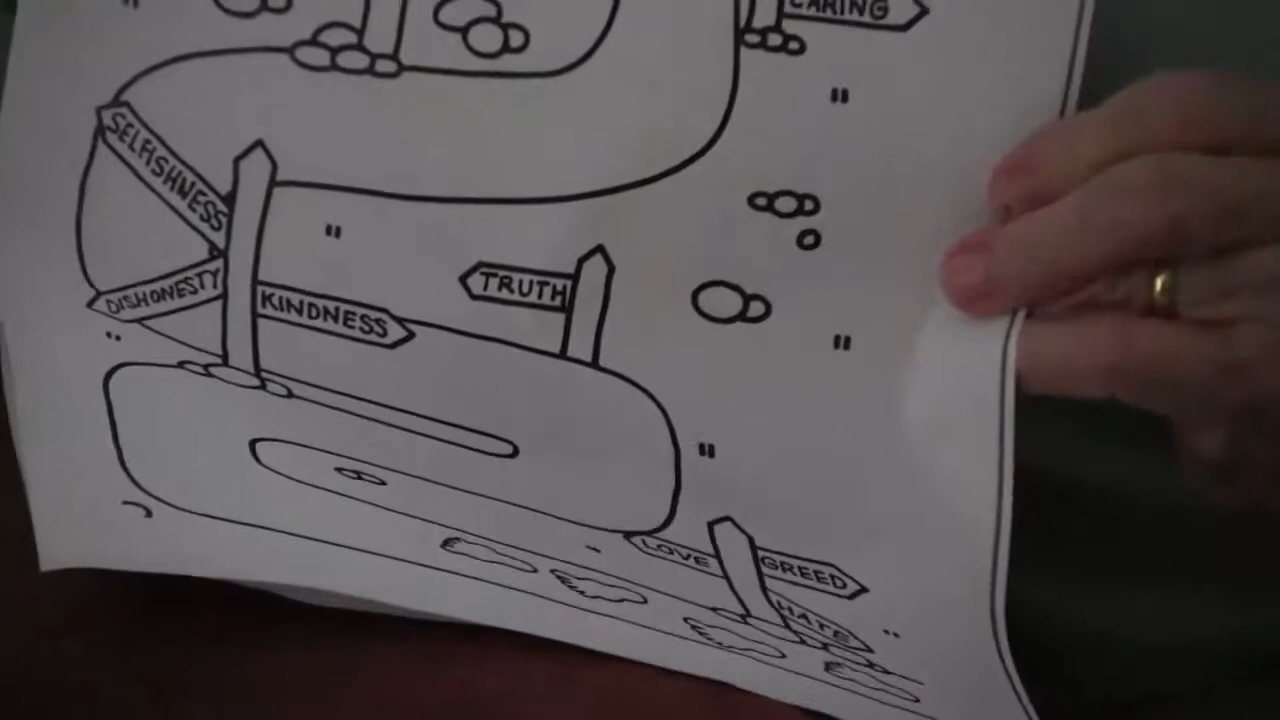 CARING
SELFISHNESS
DISHONESTY
KINDNESS
TRUTH
LOVE
GREED
HATE